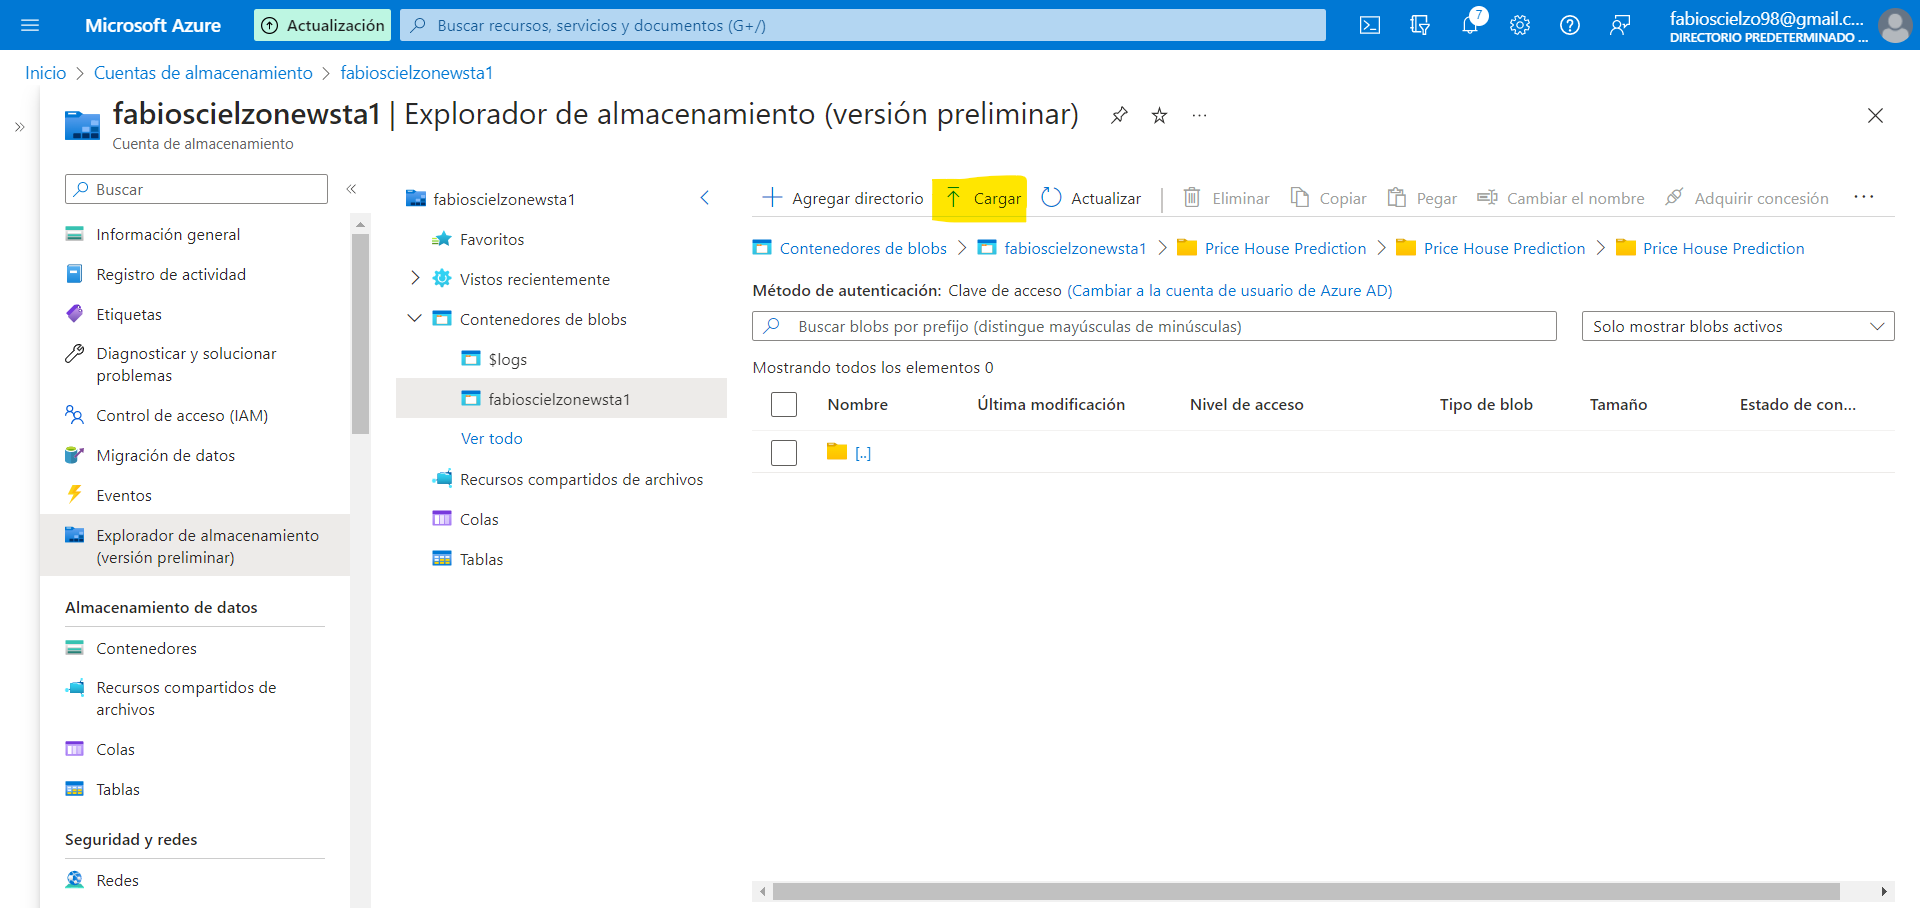 Microsoft Azure
Actualización
Buscar recursos, servicios y documentos (G+/)
7
fabioscielzo98@gmail.c...
DIRECTORIO PREDETERMINADO ...
Inicio > Cuentas de almacenamiento > fabioscielzonewsta1
fabioscielzonewsta1 | Explorador de almacenamiento (versión preliminar)
Cuenta de almacenamiento
Buscar
Información general
Registro de actividad
Etiquetas
Diagnosticar y solucionar
problemas
Control de acceso (IAM)
Migración de datos
Eventos
Explorador de almacenamiento
(versión preliminar)
Almacenamiento de datos
Contenedores
Recursos compartidos de
archivos
Colas
Tablas
Seguridad y redes
Redes
fabioscielzonewsta1
Favoritos
Vistos recientemente
Contenedores de blobs
$logs
fabioscielzonewsta1
Ver todo
Recursos compartidos de archivos
Colas
Tablas
Agregar directorio Cargar Actualizar Eliminar Copiar Pegar Cambiar el nombre Adquirir concesión ...
Contenedores de blobs > fabioscielzonewsta1 > Price House Prediction > Price House Prediction > Price House Prediction
Método de autenticación: Clave de acceso (Cambiar a la cuenta de usuario de Azure AD)
Buscar blobs por prefijo (distingue mayúsculas de minúsculas)
Solo mostrar blobs activos
Mostrando todos los elementos 0
Nombre Última modificación Nivel de acceso Tipo de blob Tamaño Estado de con...
[..]